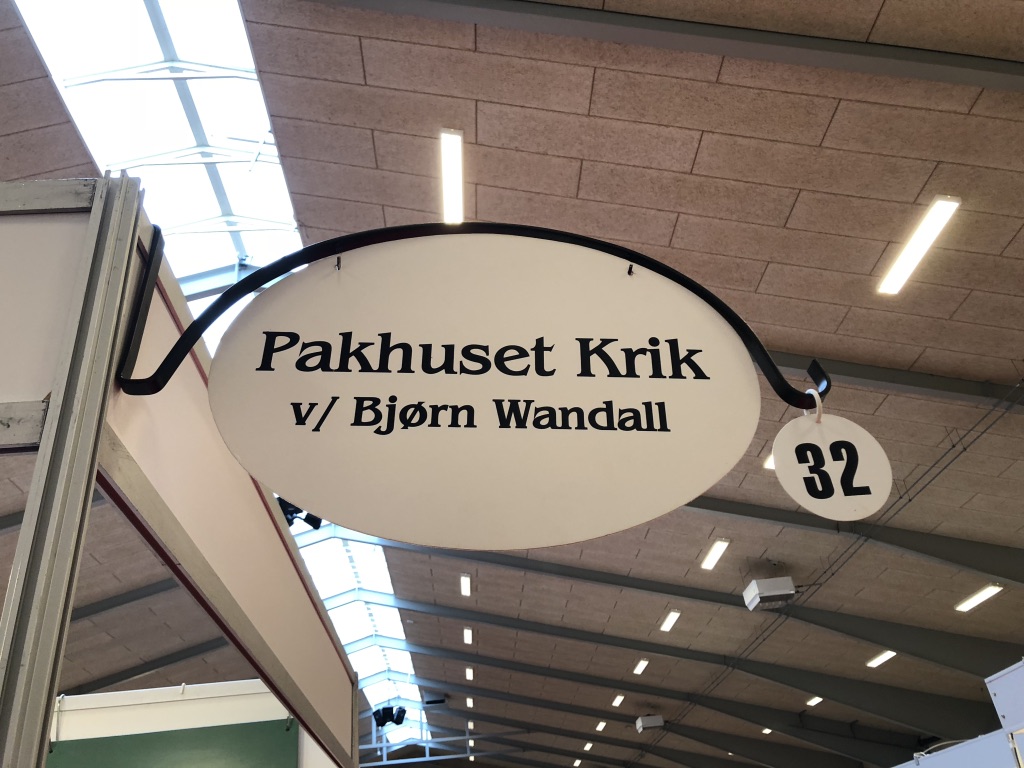 Pakhuset Krik
v/ Bjørn Wandall
32